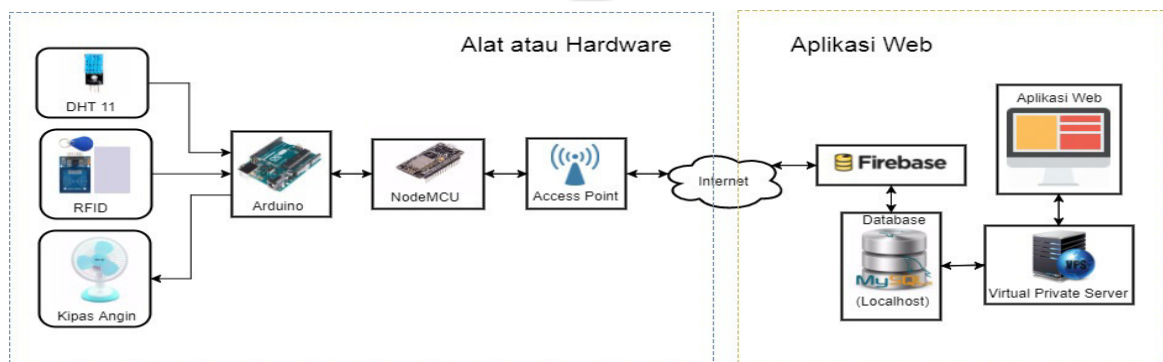 Alat atau Hardware
DHT 11
RFID
Kipas Angin
Arduino
NodeMCU
Access Point
Internet
Aplikasi Web
Firebase
Database
MySQL
(Localhost)
Aplikasi Web
VPS
Virtual Private Server